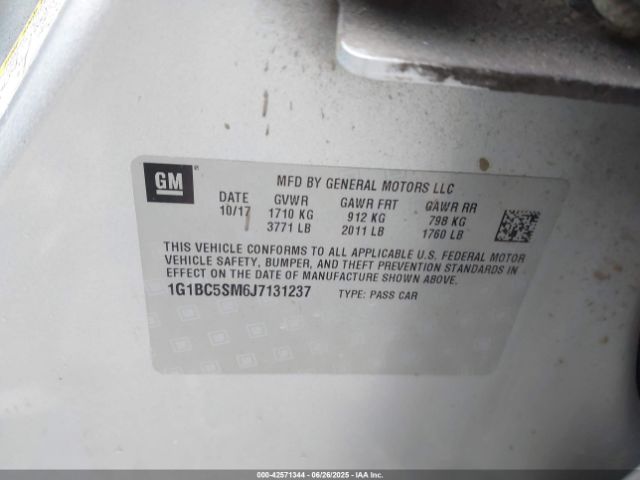 GM
MFD BY GENERAL MOTORS LLC
DATE GVWR GAWR FRT GAWR RR
10/17 1710 KG 912 KG 798 KG
3771 LB 2011 LB 1760 LB
THIS VEHICLE CONFORMS TO ALL APPLICABLE U.S. FEDERAL MOTOR
VEHICLE SAFETY, BUMPER, AND THEFT PREVENTION STANDARDS IN
EFFECT ON THE DATE OF MANUFACTURE SHOWN ABOVE.
1G1BC5SM6J7131237 TYPE: PASS CAR
000-42571344 | 06/26/2025 | IAA Inc.